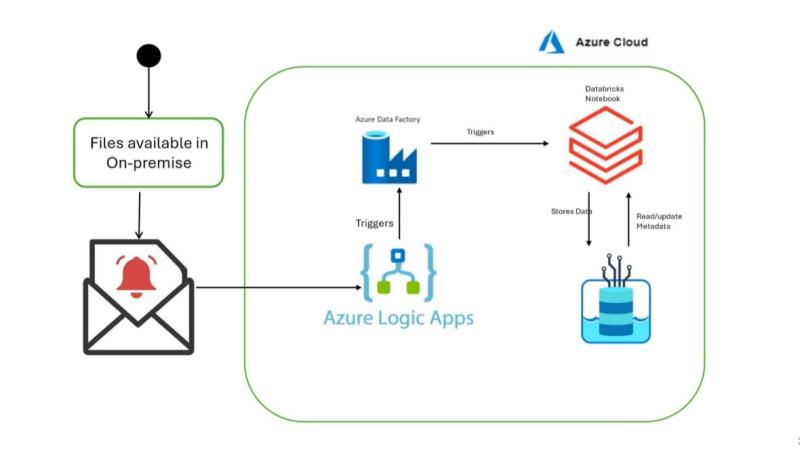 Azure Cloud
Databricks
Notebook
Azure Data Factory
Triggers
Files available in
On-premise
Triggers
Stores Data
Read/update
Metadata
Azure Logic Apps